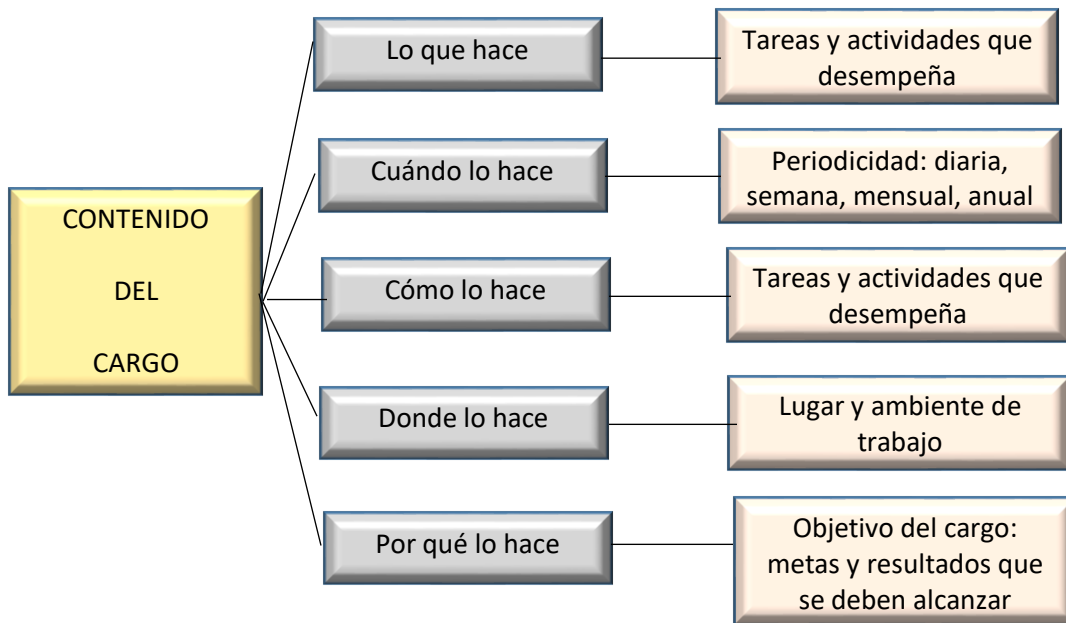 CONTENIDO
DEL
CARGO
Lo que hace
Tareas y actividades que
desempeña
Cuándo lo hace
Periodicidad: diaria,
semana, mensual, anual
Cómo lo hace
Tareas y actividades que
desempeña
Donde lo hace
Lugar y ambiente de
trabajo
Por qué lo hace
Objetivo del cargo:
metas y resultados que
se deben alcanzar